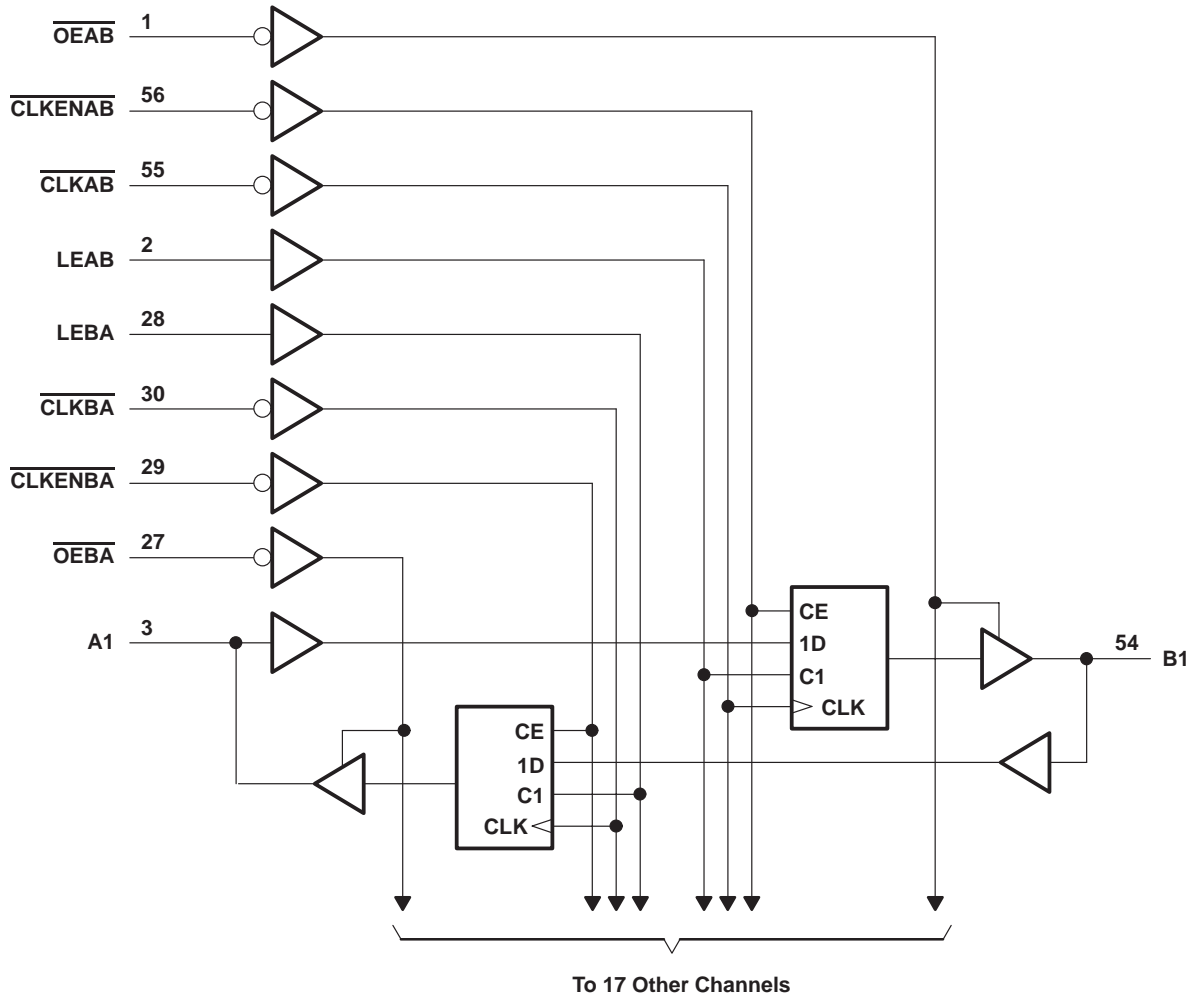 OEAB 1
CLKENAB 56
CLKAB 55
LEAB 2
LEBA 28
CLKBA 30
CLKENBA 29
OEBA 27
A1 3
CE
1D
C1
CLK
54 B1
CE
1D
C1
CLK
To 17 Other Channels